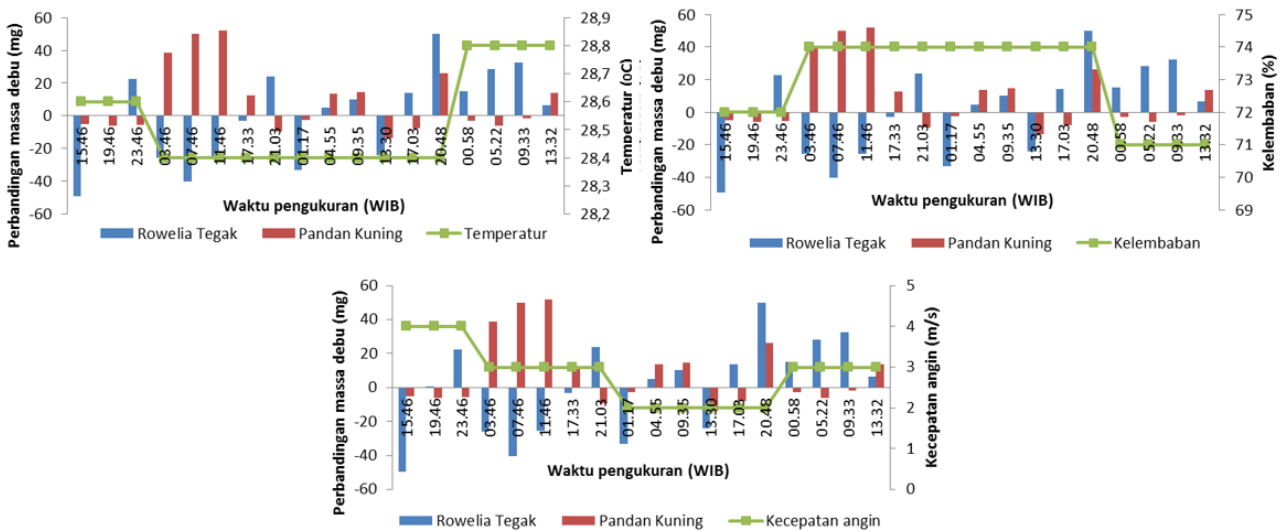 Perbandingan massa debu (mg)
60
40
20
0
-20
-40
-60
15.46 19.46 23.46 03.46 07.46 11.46 17.33 21.03 01.17 04.55 09.35 13.30 17.03 20.48 00.58 05.22 09.33 13.32
28,9
28,8
28,7
28,6
28,5
28,4
28,3
28,2
Temperatur (oC)
Waktu pengukuran (WIB)
Rowelia Tegak Pandan Kuning Temperatur
Perbandingan massa debu (mg)
60
40
20
0
-20
-40
-60
15.46 19.46 23.46 03.46 07.46 11.46 17.33 21.03 01.17 04.55 09.35 13.30 17.03 20.48 00.58 05.22 09.33 13.32
75
74
73
72
71
70
69
Kelembaban (%)
Waktu pengukuran (WIB)
Rowelia Tegak Pandan Kuning Kelembaban
Perbandingan massa debu (mg)
60
40
20
0
-20
-40
-60
15.46 19.46 23.46 03.46 07.46 11.46 17.33 21.03 01.17 04.55 09.35 13.30 17.03 20.48 00.58 05.22 09.33 13.32
5
4
3
2
1
0
Kecepatan angin (m/s)
Waktu pengukuran (WIB)
Rowelia Tegak Pandan Kuning Kecepatan angin